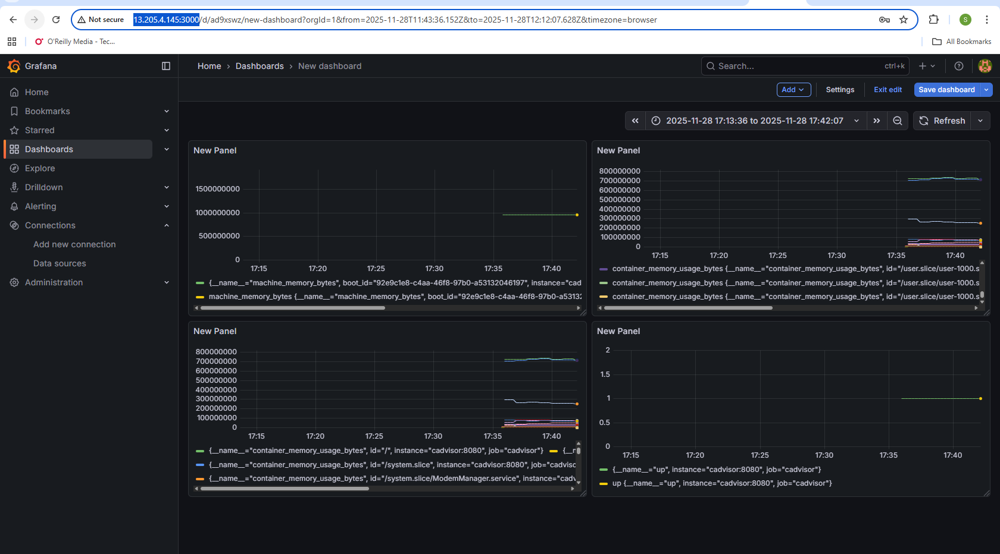 Not secure 13.205.4.145:3000/d/ad9xswz/new-dashboard?orgId=1&from=2025-11-28T11:43:36.152Z&to=2025-11-28T12:12:07.628Z&timezone=browser
S
O'Reilly Media - Tec...
All Bookmarks
Grafana
Home › Dashboards › New dashboard
Search... ctrl+k
Home
Bookmarks
Starred
Dashboards
Explore
Drilldown
Alerting
Connections
Add new connection
Data sources
Administration
Add Settings Exit edit Save dashboard
2025-11-28 17:13:36 to 2025-11-28 17:42:07 Refresh
New Panel
1500000000
1000000000
500000000
0
17:15 17:20 17:25 17:30 17:35 17:40
{__name__="machine_memory_bytes", boot_id="92e9c1e8-c4aa-46f8-97b0-a53132046197", instance="cad
machine_memory_bytes {__name__="machine_memory_bytes", boot_id="92e9c1e8-c4aa-46f8-97b0-a53132
New Panel
800000000
700000000
600000000
500000000
400000000
300000000
200000000
100000000
0
17:15 17:20 17:25 17:30 17:35 17:40
container_memory_usage_bytes {__name__="container_memory_usage_bytes", id="/user.slice/user-1000.s
container_memory_usage_bytes {__name__="container_memory_usage_bytes", id="/user.slice/user-1000.s
container_memory_usage_bytes {__name__="container_memory_usage_bytes", id="/user.slice/user-1000.s
New Panel
800000000
700000000
600000000
500000000
400000000
300000000
200000000
100000000
0
17:15 17:20 17:25 17:30 17:35 17:40
{__name__="container_memory_usage_bytes", id="/", instance="cadvisor:8080", job="cadvisor"} {__n
{__name__="container_memory_usage_bytes", id="/system.slice", instance="cadvisor:8080", job="cadvisc
{__name__="container_memory_usage_bytes", id="/system.slice/ModemManager.service", instance="cadv
New Panel
2
1.5
1
0.5
0
17:15 17:20 17:25 17:30 17:35 17:40
{__name__="up", instance="cadvisor:8080", job="cadvisor"}
up {__name__="up", instance="cadvisor:8080", job="cadvisor"}